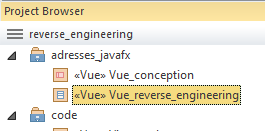 Project Browser
reverse_engineering
adresses_javafx
«Vue» Vue_conception
«Vue» Vue_reverse_engineering
code